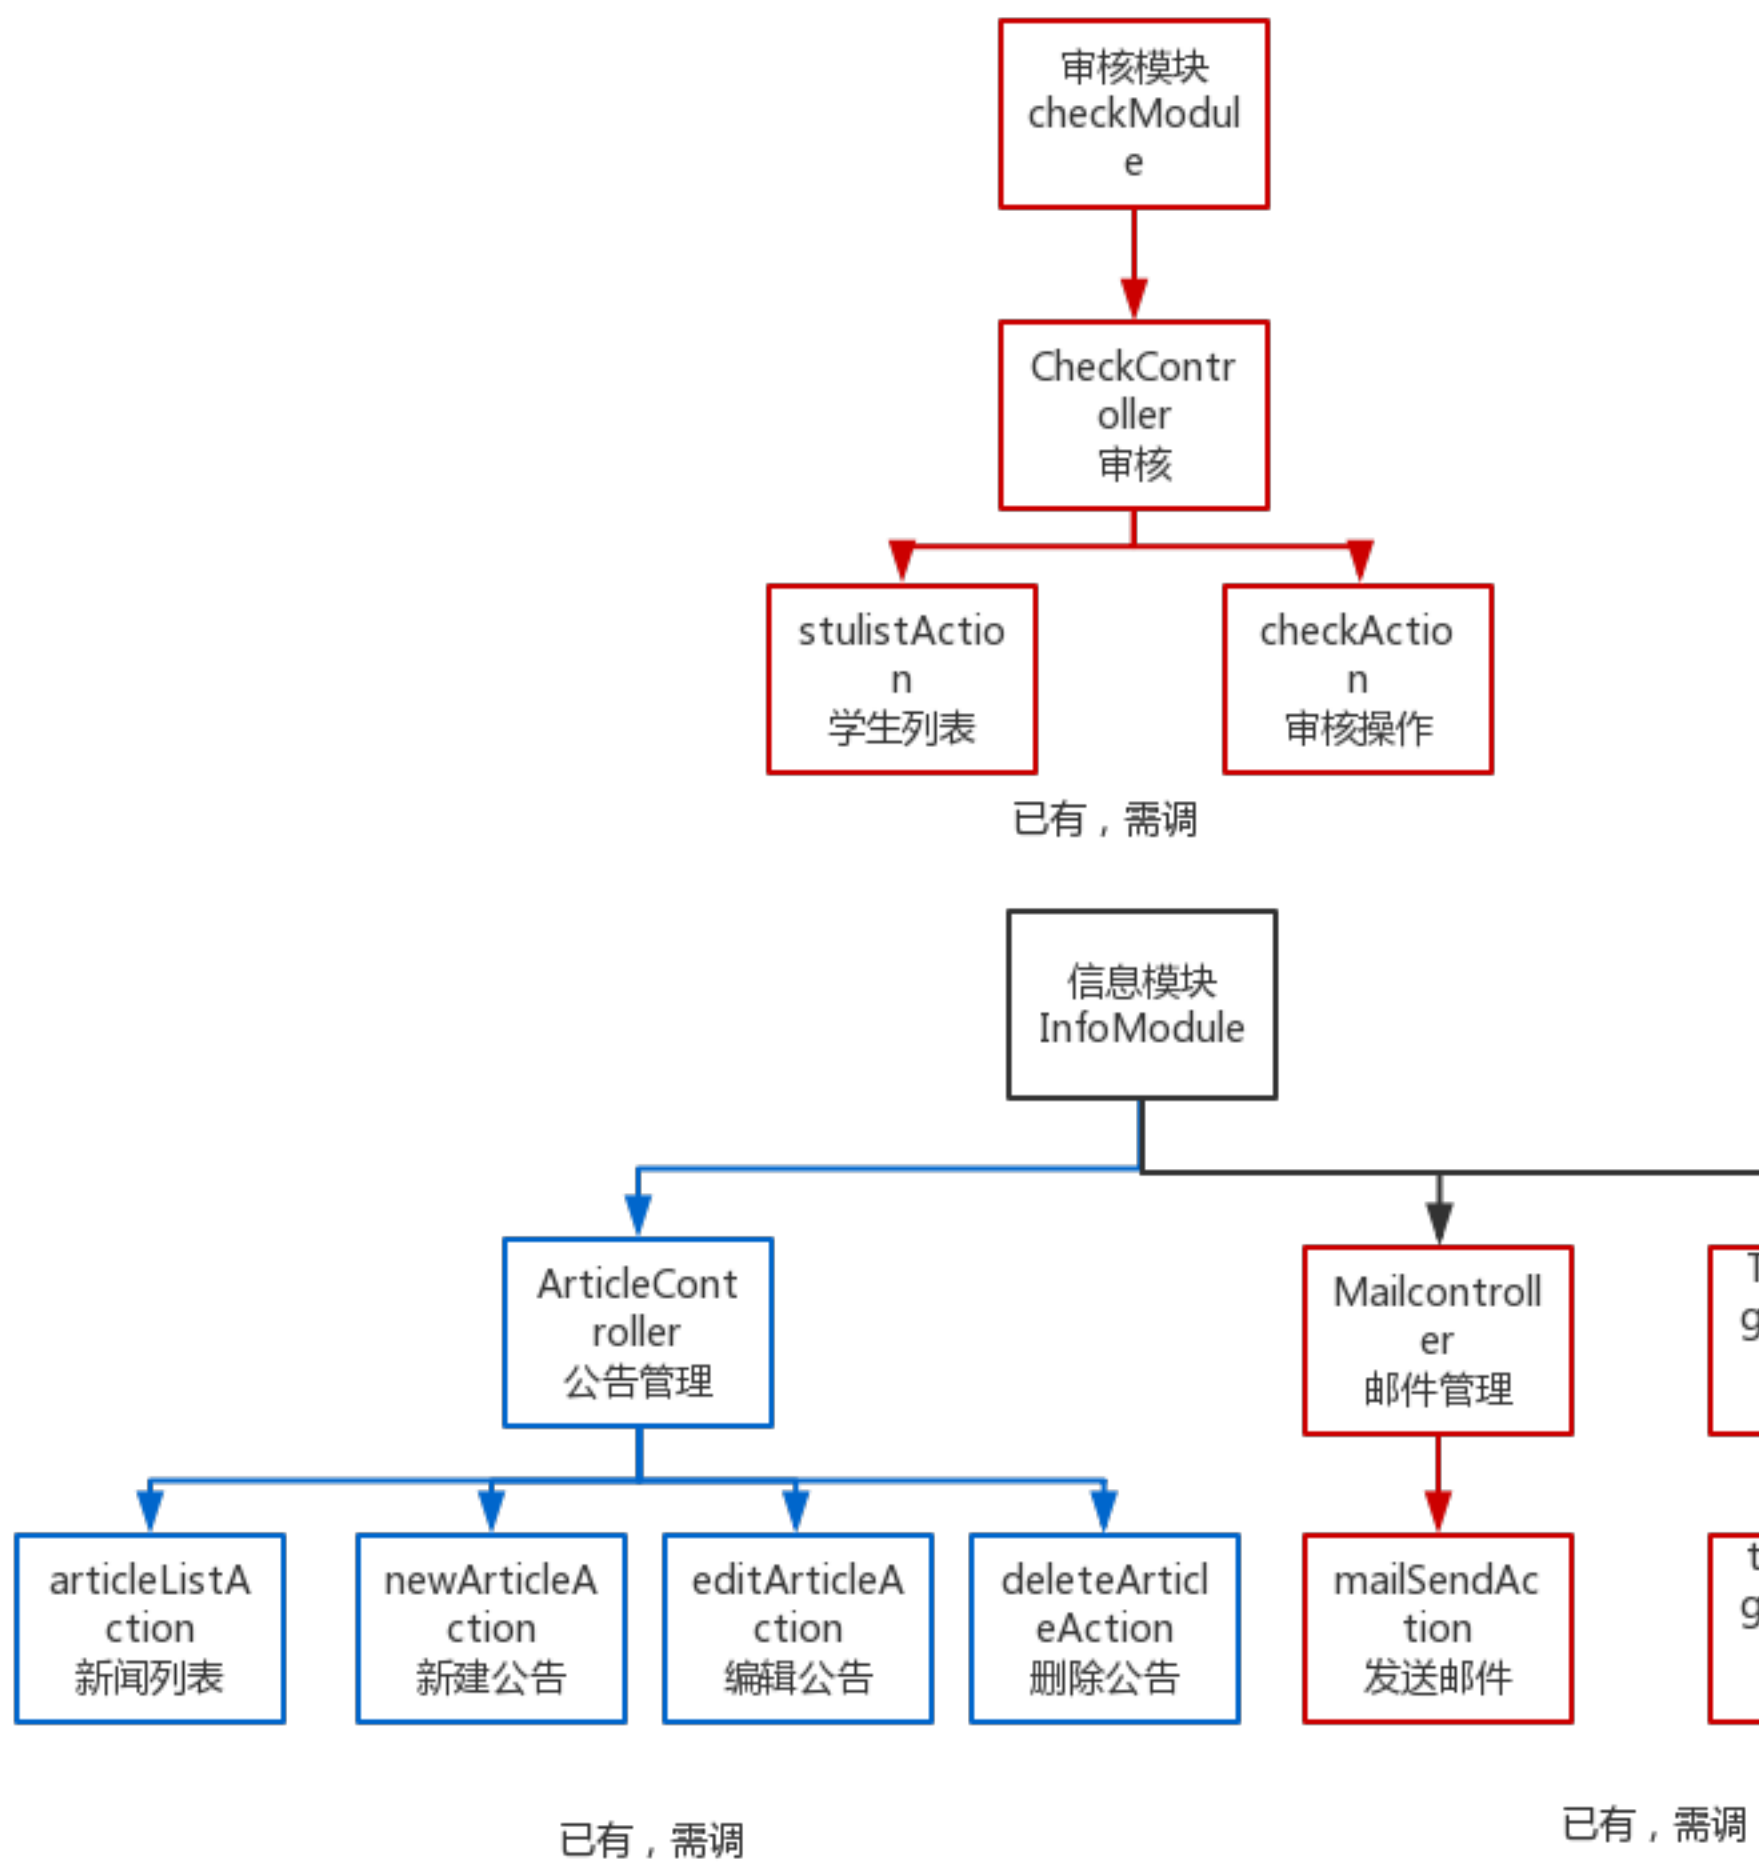 审核模块
checkModul
e
CheckContr
oller
审核
stulistActio
n
学生列表
checkActio
n
审核操作
已有，需调
信息模块
InfoModule
ArticleCont
roller
公告管理
Mailcontroll
er
邮件管理
articleListA
ction
新闻列表
newArticleA
ction
新建公告
editArticleA
ction
编辑公告
deleteArticl
eAction
删除公告
mailSendAc
tion
发送邮件
已有，需调
已有，需调